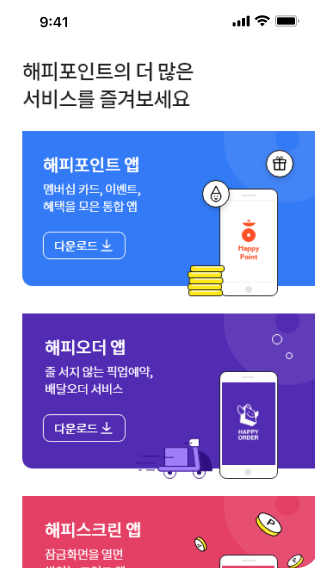 9:41
해피포인트의 더 많은
서비스를 즐겨보세요
해피포인트 앱
멤버십 카드, 이벤트,
혜택을 모은 통합 앱
다운로드
Happy
Point
해피오더 앱
줄 서지 않는 픽업예약,
배달오더 서비스
다운로드
HAPPY
ORDER
해피스크린 앱
잠금화면을 열면
P
P
P